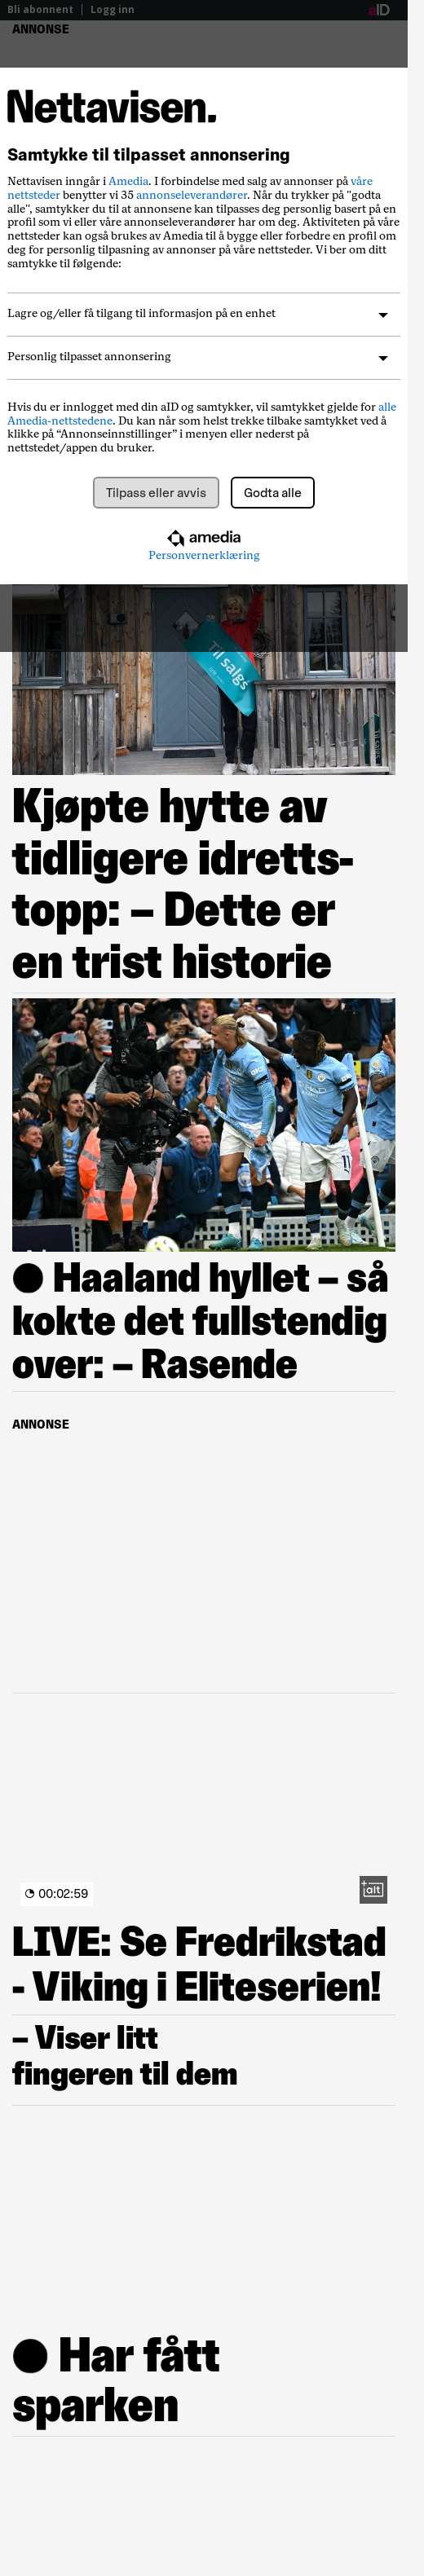 Bli abonnent | Logg inn
aID
ANNONSE
Nettavisen.
Samtykke til tilpasset annonsering
Nettavisen inngår i Amedia. I forbindelse med salg av annonser på våre
nettsteder benytter vi 35 annonseleverandører. Når du trykker på "godta
alle", samtykker du til at annonsene kan tilpasses deg personlig basert på en
profil som vi eller våre annonseleverandører har om deg. Aktiviteten på våre
nettsteder kan også brukes av Amedia til å bygge eller forbedre en profil om
deg for personlig tilpasning av annonser på våre nettsteder. Vi ber om ditt
samtykke til følgende:
Lagre og/eller få tilgang til informasjon på en enhet
Personlig tilpasset annonsering
Hvis du er innlogget med din aID og samtykker, vil samtykket gjelde for alle
Amedia-nettstedene. Du kan når som helst trekke tilbake samtykket ved å
klikke på “Annonseinnstillinger” i menyen eller nederst på
nettstedet/appen du bruker.
Tilpass eller avvis
Godta alle
amedia
Personvernerklæring
Til salgs
Kjøpte hytte av
tidligere idretts-
topp: – Dette er
en trist historie
11
Haaland hyllet – så
kokte det fullstendig
over: – Rasende
ANNONSE
00:02:59
+alt
LIVE: Se Fredrikstad
- Viking i Eliteserien!
– Viser litt
fingeren til dem
Har fått
sparken